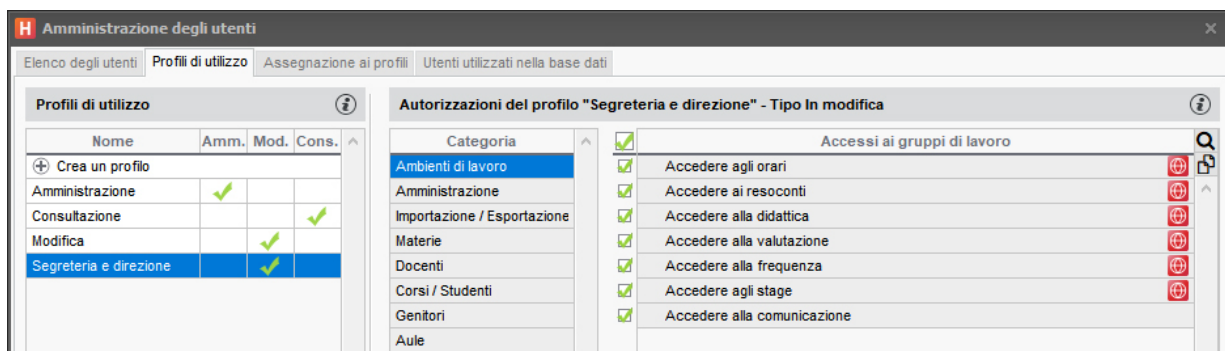 H Amministrazione degli utenti
Elenco degli utenti Profili di utilizzo Assegnazione ai profili Utenti utilizzati nella base dati
Profili di utilizzo
Nome Amm. Mod. Cons.
Crea un profilo
Amministrazione
Consultazione
Modifica
Segreteria e direzione
Autorizzazioni del profilo "Segreteria e direzione" - Tipo In modifica
Categoria
Ambienti di lavoro
Amministrazione
Importazione / Esportazione
Materie
Docenti
Corsi / Studenti
Genitori
Aule
Accessi ai gruppi di lavoro
Accedere agli orari
Accedere ai resoconti
Accedere alla didattica
Accedere alla valutazione
Accedere alla frequenza
Accedere agli stage
Accedere alla comunicazione